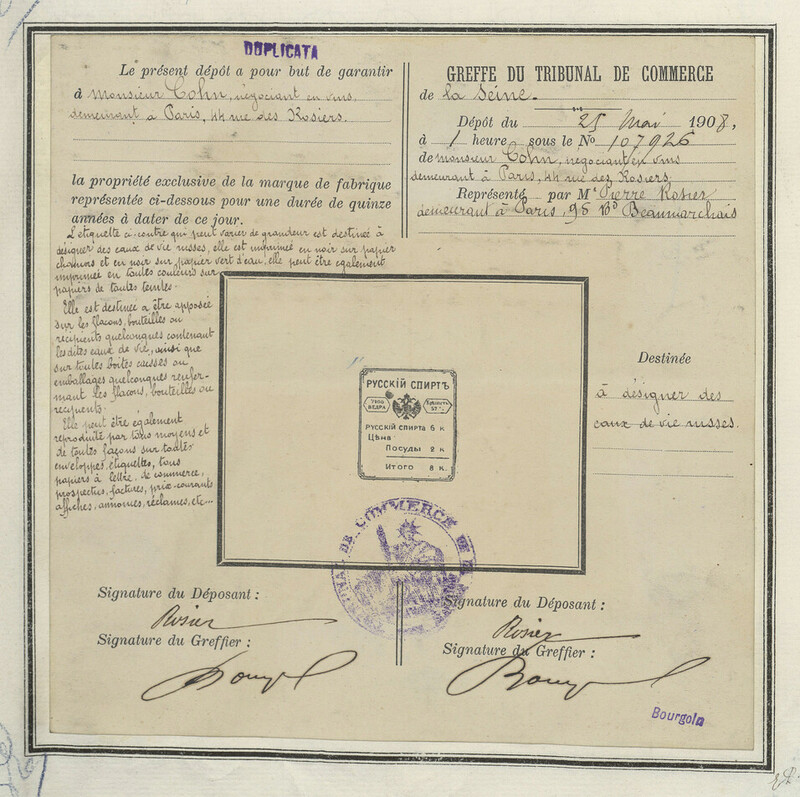 DUPLICATA
Le présent dépôt a pour but de garantir
à Monsieur Cohn, négociant en vins,
demeurant à Paris, 44 rue des Rosiers.
la propriété exclusive de la marque de fabrique
représentée ci-dessous pour une durée de quinze
années à dater de ce jour.
L'étiquette ci-contre qui peut varier de grandeur est destinée à
désigner des eaux de vie russes, elle est imprimée en noir sur papier
chamois et en noir sur papier vert d'eau, elle peut être également
imprimée en toutes couleurs sur
papiers de toutes teintes.
Elle est destinée à être apposée
sur les flacons, bouteilles ou
récipients quelconques contenant
les dites eaux de vie, ainsi que
sur toutes boîtes caisses ou
emballages quelconques renfer-
mant les flacons, bouteilles ou
récipients.
Elle peut être également
reproduite par tous moyens et
de toutes façons sur toutes
enveloppes, étiquettes, tous
papiers à lettre, de commerce,
prospectus, factures, prix-courants
affiches, annonces, réclames, etc...
GREFFE DU TRIBUNAL DE COMMERCE
de la Seine.
Dépôt du 25 Mai 1908,
à 1 heure sous le No 107926
de monsieur Cohn, négociant en vins
demeurant à Paris, 44 rue des Rosiers
Représenté par Mr Pierre Rosier
demeurant à Paris, 98 Bd Beaumarchais
РУССКІЙ СПИРТЪ
ВЕДРА
РУССКІЙ СПИРТА 6 к
ЦѢНА
ПОСУДЫ 2 к
ИТОГО 8 к.
Destinée
à désigner des
eaux de vie russes.
TRIBUNAL DE COMMERCE DE LA SEINE
Signature du Déposant :
Rosier
Signature du Greffier :
Signature du Déposant :
Rosier
Signature du Greffier :
Bourgoin